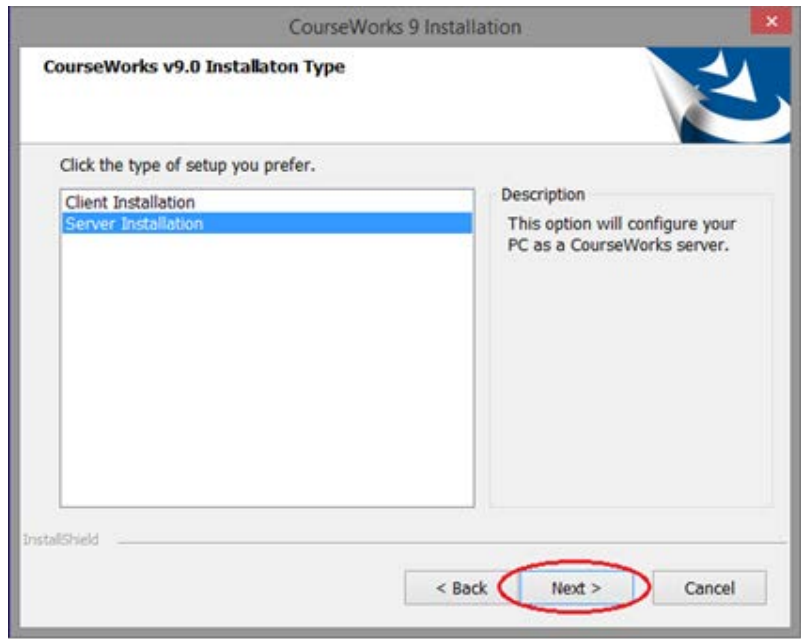 CourseWorks 9 Installation
CourseWorks v9.0 Installaton Type
Click the type of setup you prefer.
Client Installation
Server Installation
Description
This option will configure your
PC as a CourseWorks server.
InstallShield
< Back
Next >
Cancel